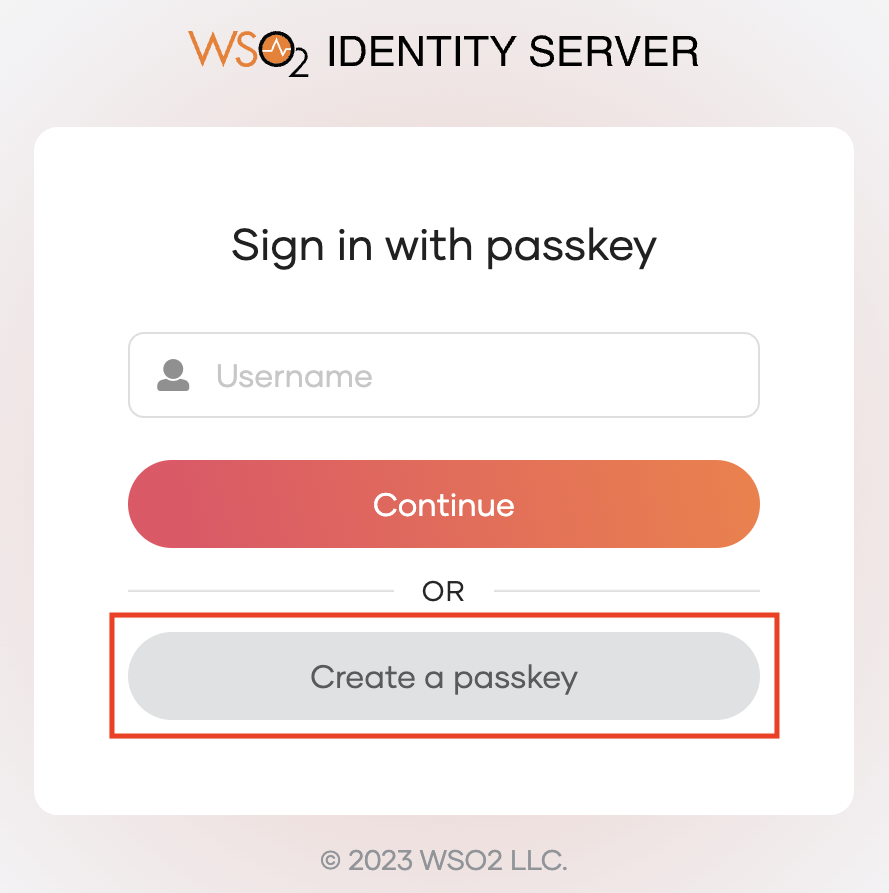 WSO2 IDENTITY SERVER
Sign in with passkey
Username
Continue
OR
Create a passkey
© 2023 WSO2 LLC.